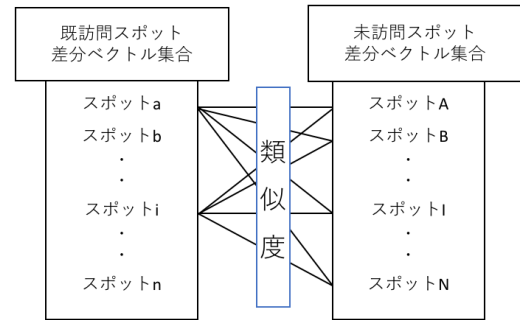 既訪問スポット
差分ベクトル集合
スポットa
スポットb
・
・
スポットi
・
・
スポットn
類似度
未訪問スポット
差分ベクトル集合
スポットA
スポットB
・
・
スポットI
・
・
スポットN